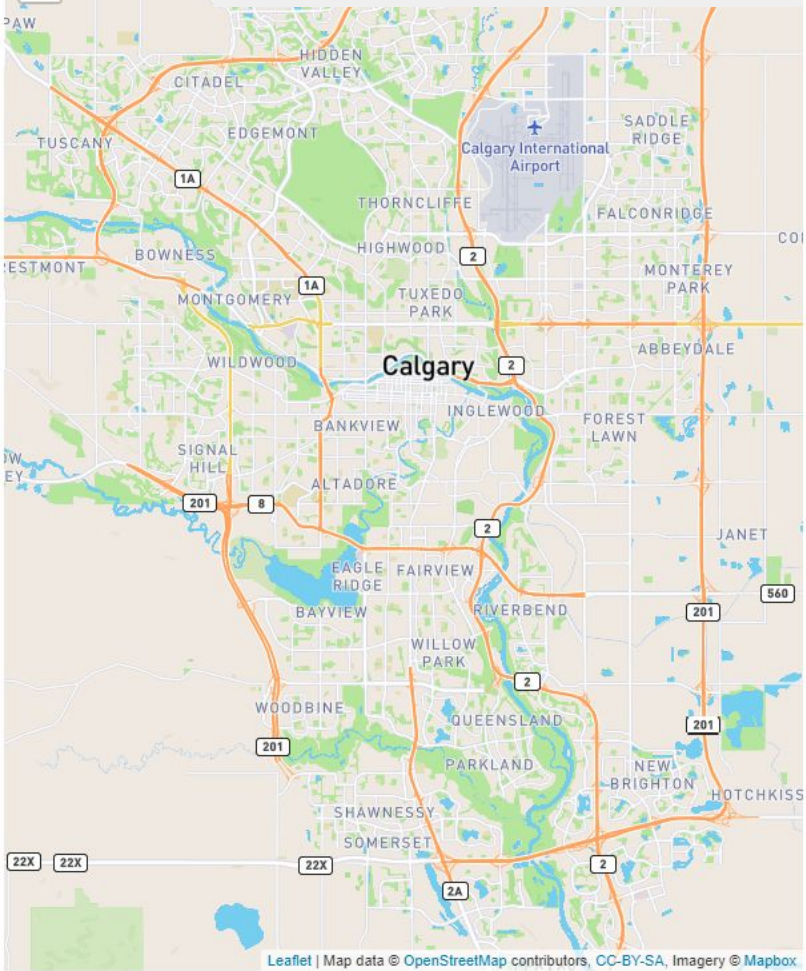 PAW
HIDDEN
VALLEY
CITADEL
EDGEMONT
SADDLE
RIDGE
TUSCANY
Calgary International
Airport
1A
THORNCLIFFE
FALCONRIDGE
HIGHWOOD
COL
BOWNESS
2
RESTMONT
MONTEREY
PARK
1A
MONTGOMERY
TUXEDO
PARK
ABBEYDALE
WILDWOOD
Calgary
2
INGLEWOOD
BANKVIEW
FOREST
LAWN
SIGNAL
HILL
OW
EY
ALTADORE
201
8
2
JANET
EAGLE
RIDGE
FAIRVIEW
560
BAYVIEW
RIVERBEND
201
WILLOW
PARK
2
WOODBINE
QUEENSLAND
201
201
PARKLAND
NEW
BRIGHTON
HOTCHKISS
SHAWNESSY
SOMERSET
22X
22X
22X
2
2A
Leaflet | Map data © OpenStreetMap contributors, CC-BY-SA, Imagery © Mapbox